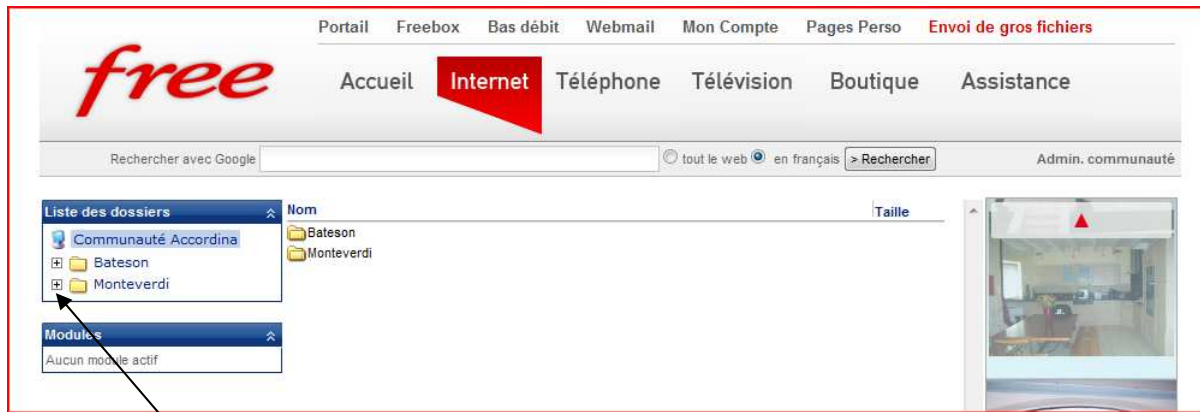 Portail Freebox Bas débit Webmail Mon Compte Pages Perso Envoi de gros fichiers
free
Accueil Internet Téléphone Télévision Boutique Assistance
Rechercher avec Google tout le web en français > Rechercher Admin. communauté
Liste des dossiers
Communauté Accordina
Bateson
Monteverdi
Modules
Aucun module actif
Nom Taille
Bateson
Monteverdi